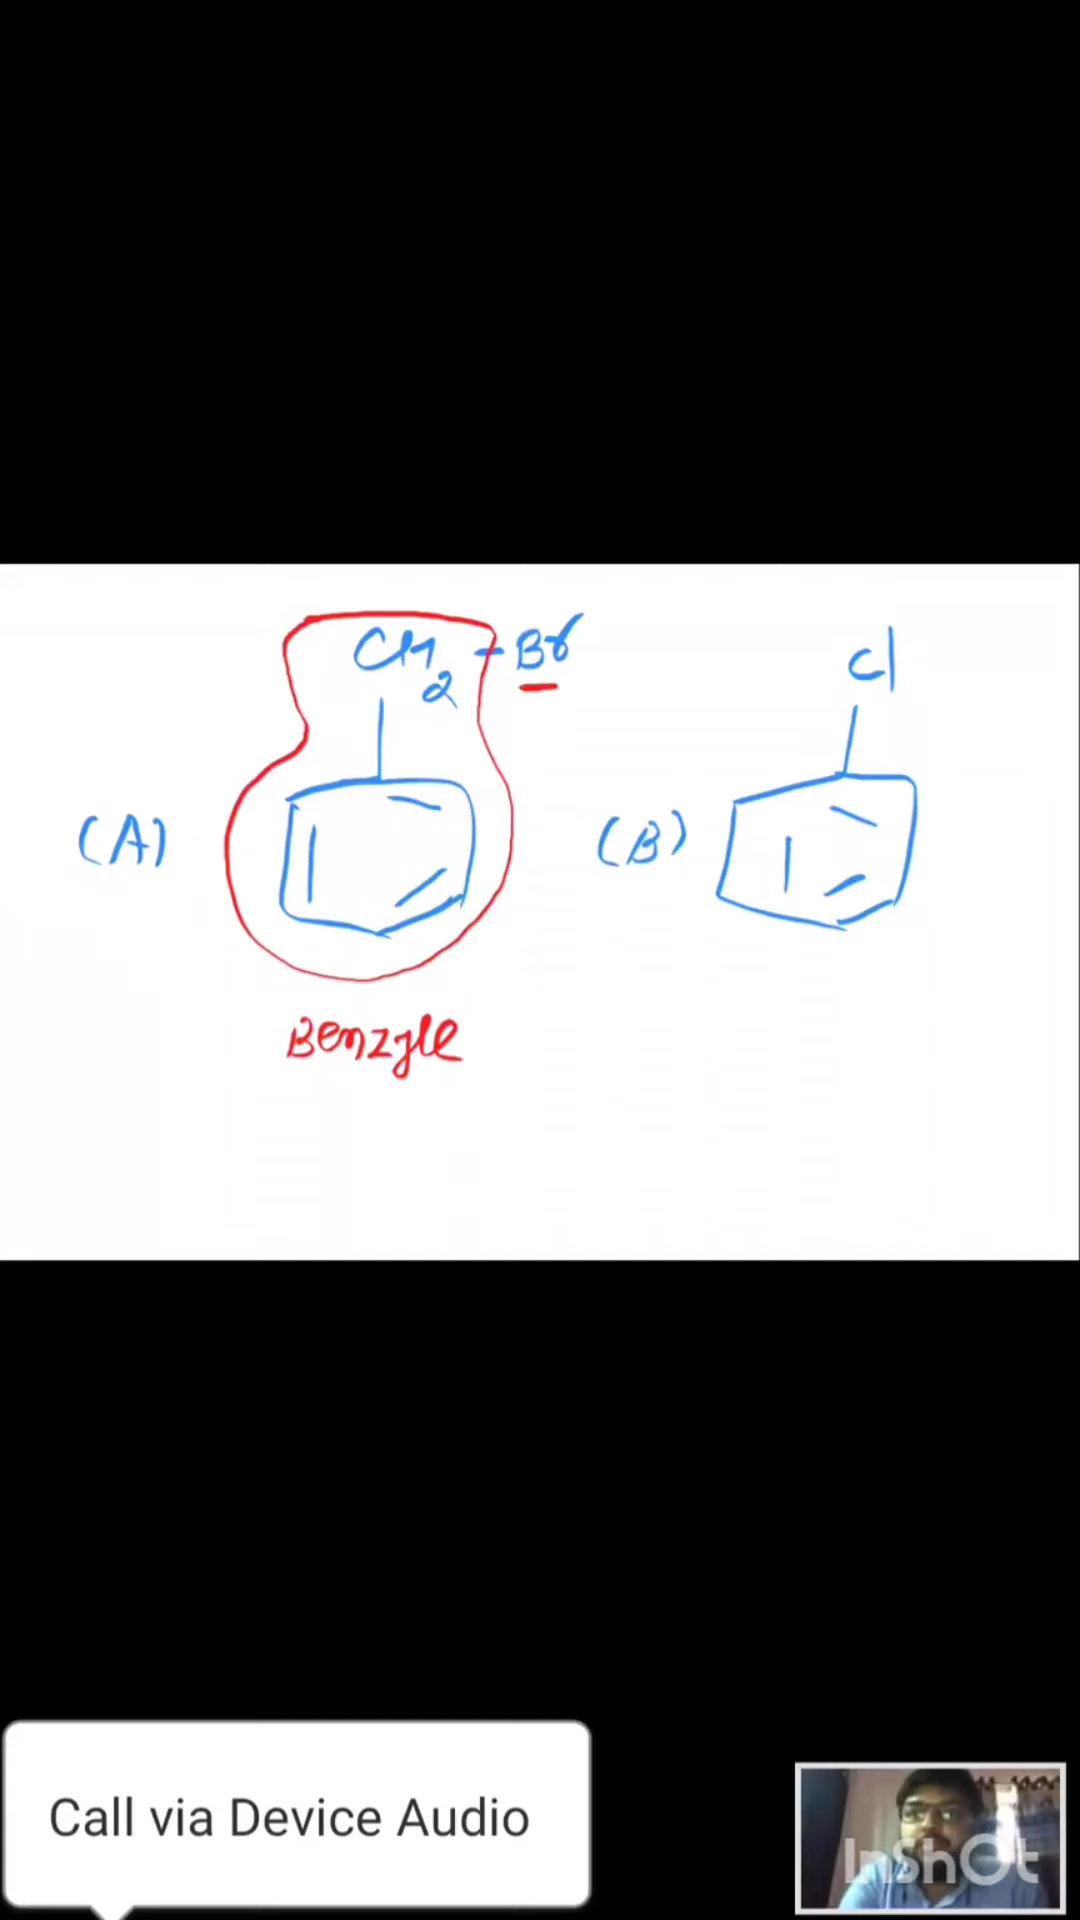 CH2-Br
Cl
(A)
(B)
Benzyle
Call via Device Audio
InShOt